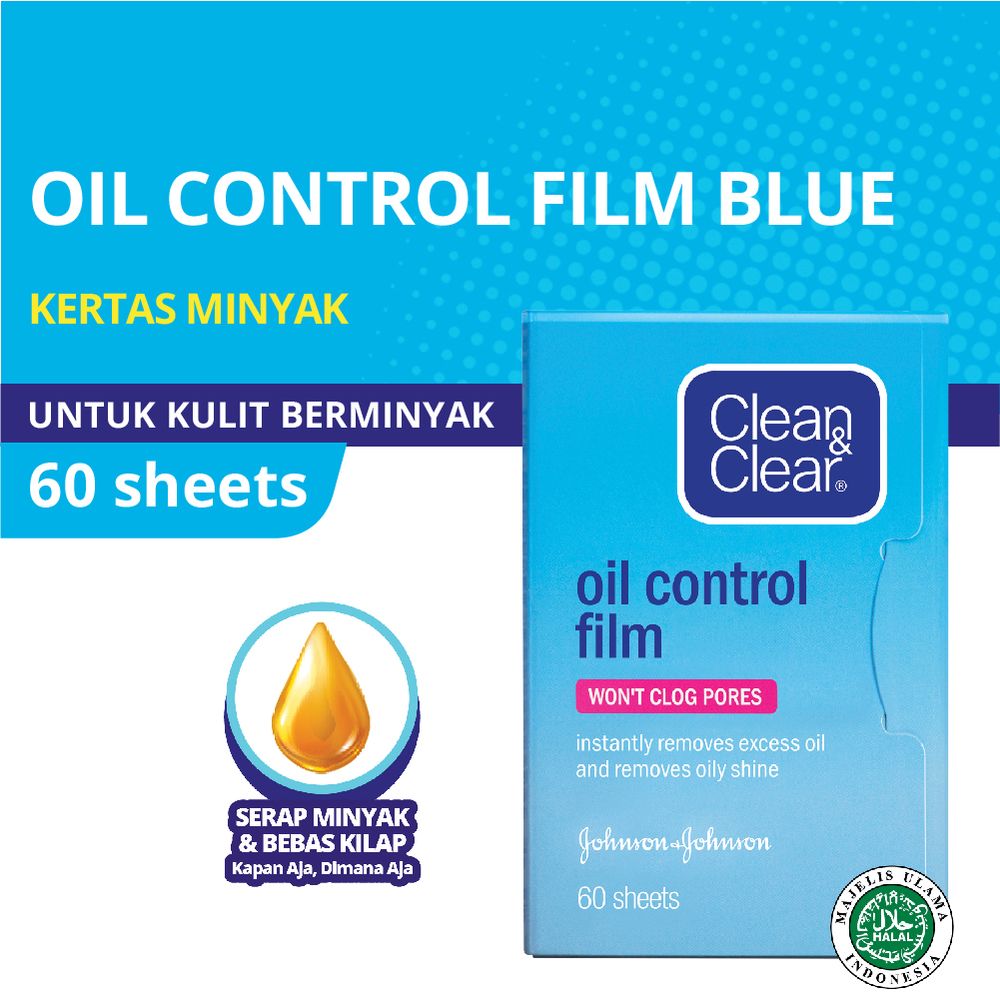 OIL CONTROL FILM BLUE
KERTAS MINYAK
UNTUK KULIT BERMINYAK
60 sheets
SERAP MINYAK
& BEBAS KILAP
Kapan Aja, Dimana Aja
Clean
&
Clear®
oil control
film
WON'T CLOG PORES
instantly removes excess oil
and removes oily shine
Johnson+Johnson
60 sheets
MAJELIS ULAMA
حلال
HALAL
INDONESIA